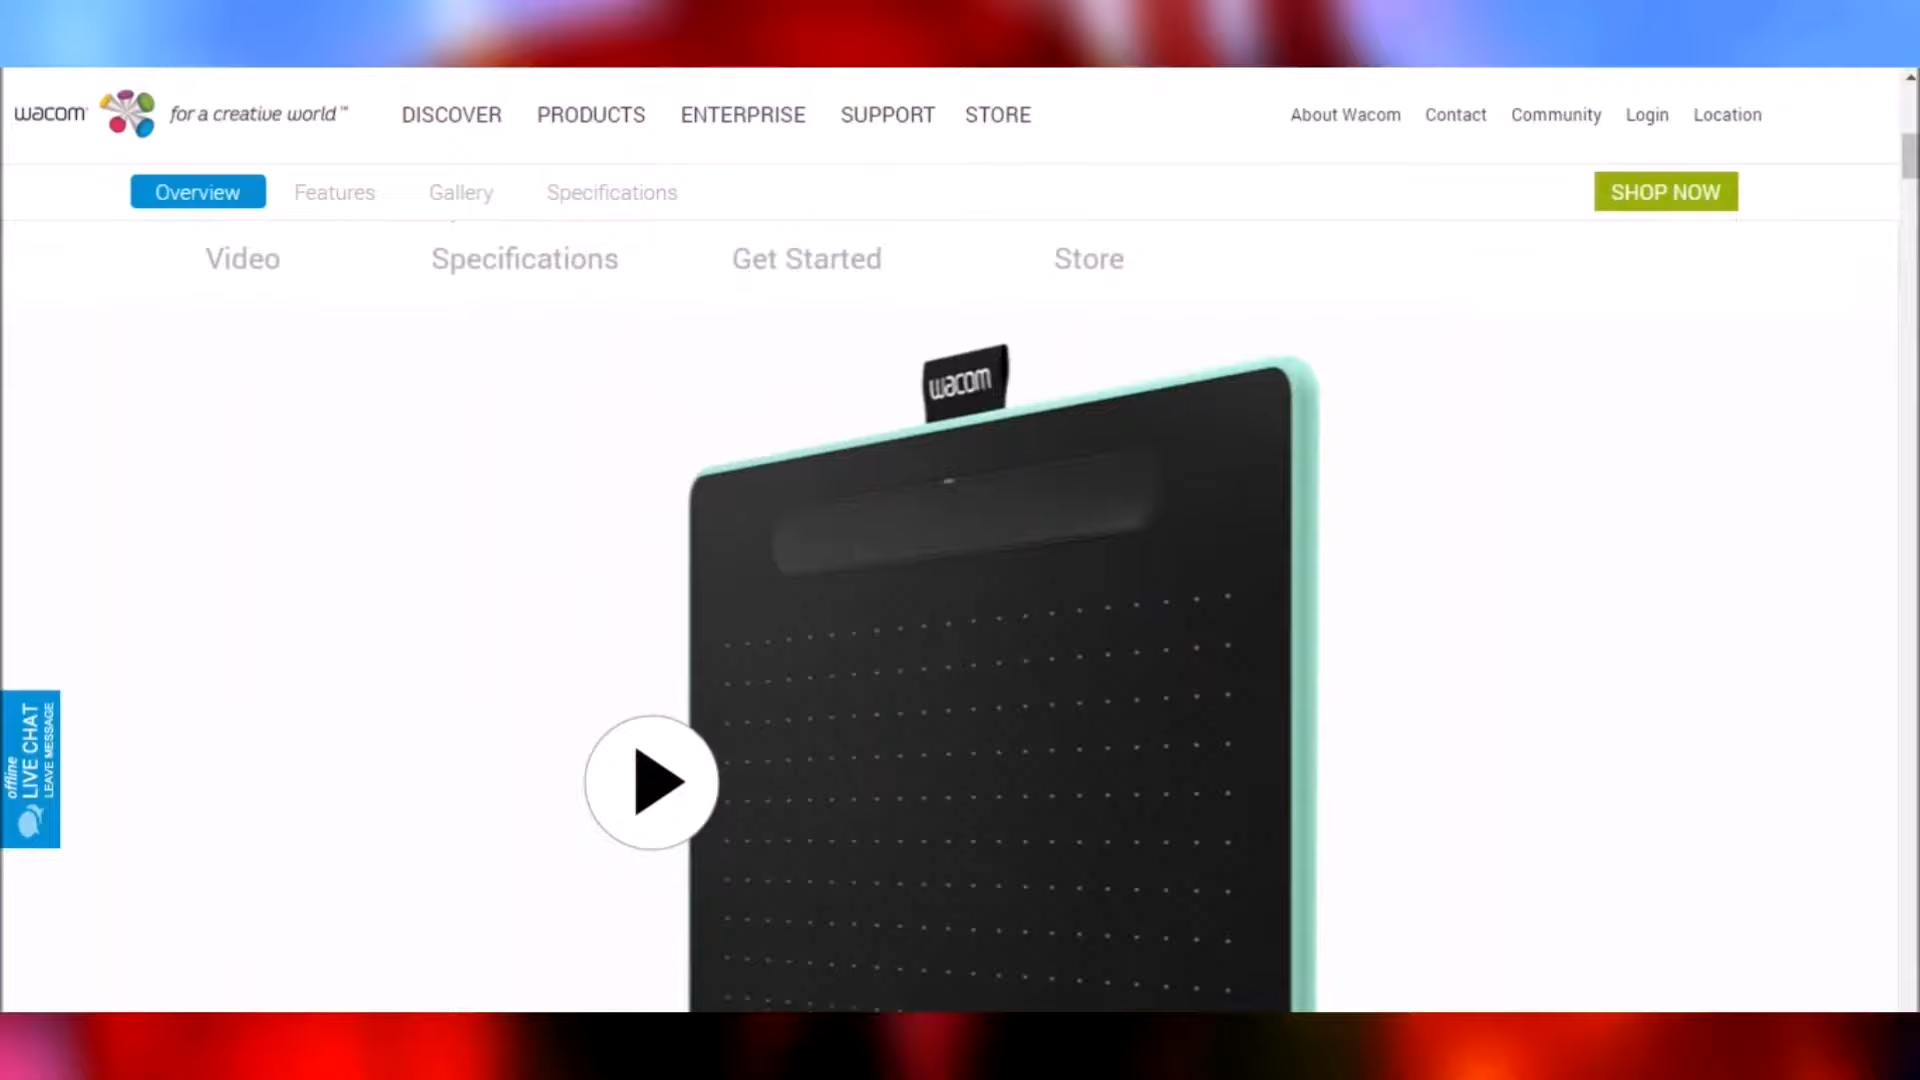 wacom for a creative world™ DISCOVER PRODUCTS ENTERPRISE SUPPORT STORE About Wacom Contact Community Login Location
Overview Features Gallery Specifications SHOP NOW
Video Specifications Get Started Store
wacom
offline
LIVE CHAT
LEAVE MESSAGE